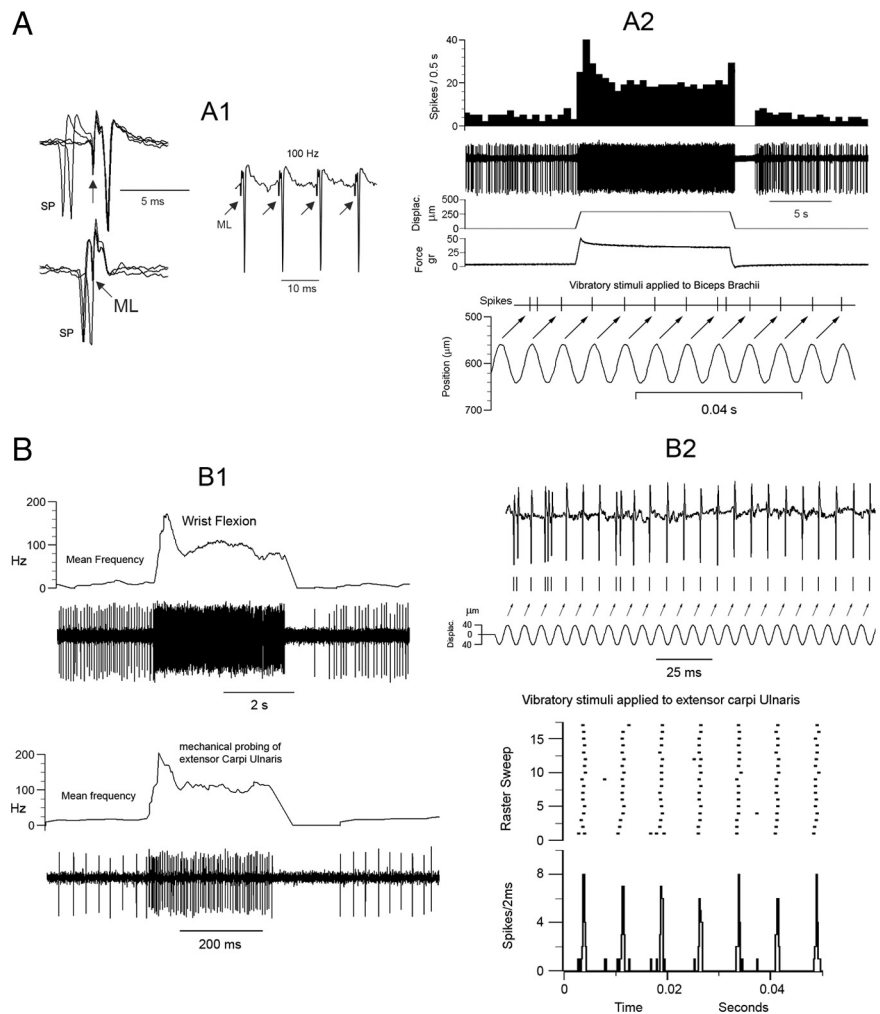 A
A1
SP
5 ms
SP
ML
100 Hz
ML
10 ms
A2
Spikes / 0.5 s
40
20
0
5 s
Displac.
µm
500
250
0
Force
gr
50
25
0
Vibratory stimuli applied to Biceps Brachii
Spikes
Position (µm)
500
600
700
0.04 s
B
B1
200
100
0
Hz
Wrist Flexion
Mean Frequency
2 s
mechanical probing of
extensor Carpi Ulnaris
200
100
0
Hz
Mean frequency
200 ms
B2
µm
Displac.
40
0
40
25 ms
Vibratory stimuli applied to extensor carpi Ulnaris
Raster Sweep
15
10
5
0
Spikes/2ms
8
4
0
0
0.02
0.04
Time
Seconds